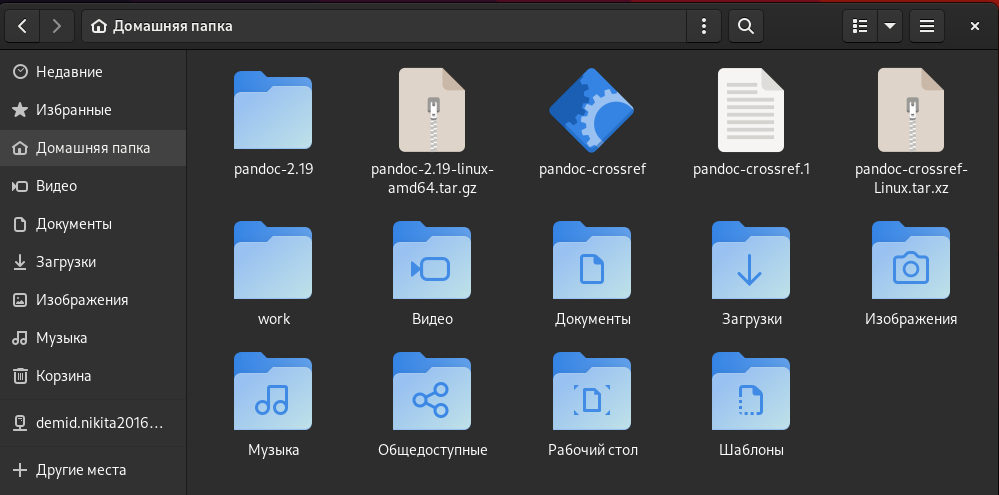 Домашняя папка
Недавние
Избранные
Домашняя папка
Видео
Документы
Загрузки
Изображения
Музыка
Корзина
demid.nikita2016...
Другие места
pandoc-2.19
pandoc-2.19-linux-
amd64.tar.gz
pandoc-crossref
pandoc-crossref.1
pandoc-crossref-
Linux.tar.xz
work
Видео
Документы
Загрузки
Изображения
Музыка
Общедоступные
Рабочий стол
Шаблоны